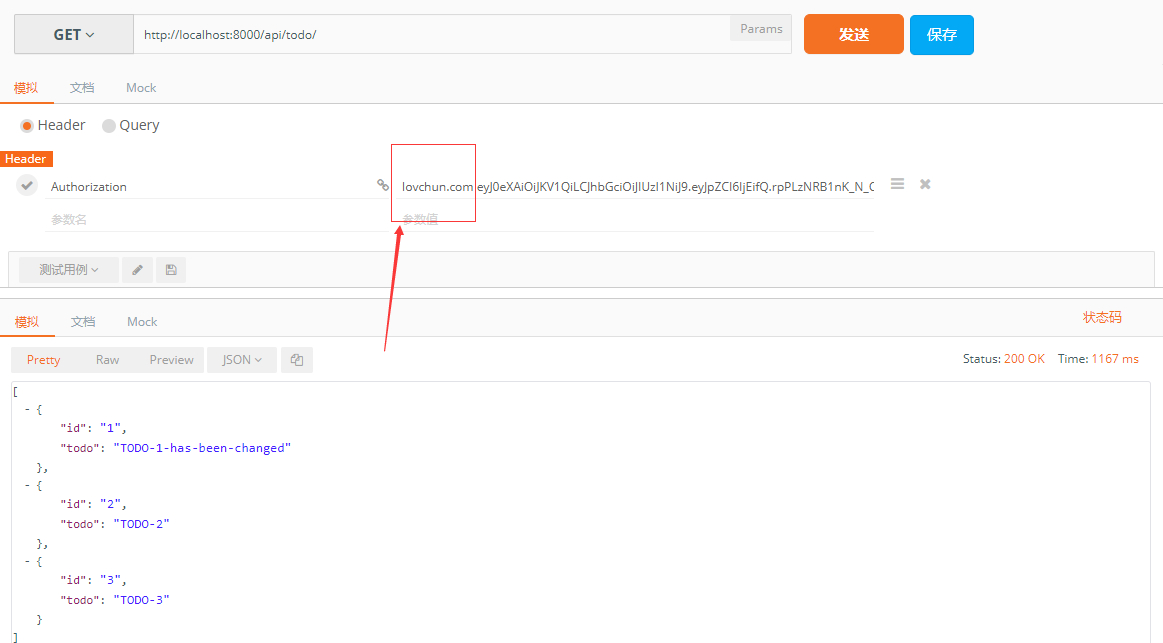 GET http://localhost:8000/api/todo/ Params 发送 保存
模拟 文档 Mock
Header Query
Header
Authorization lovchun.com eyJ0eXAiOiJKV1QiLCJhbGciOiJIUzI1NiJ9.eyJpZCI6IjEifQ.rpPLzNRB1nK_N_C
参数名 参数值
测试用例
模拟 文档 Mock 状态码
Pretty Raw Preview JSON Status: 200 OK Time: 1167 ms
[
- {
"id": "1",
"todo": "TODO-1-has-been-changed"
},
- {
"id": "2",
"todo": "TODO-2"
},
- {
"id": "3",
"todo": "TODO-3"
}
]